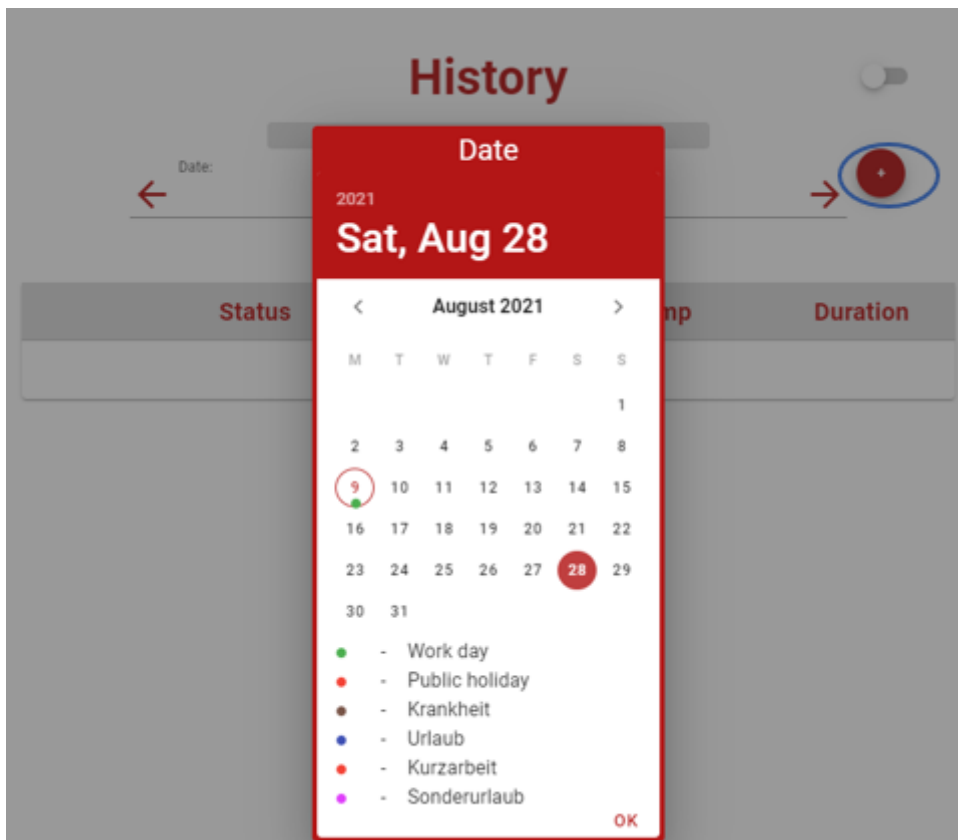 History
Date
Date:
+
2021
Sat, Aug 28
August 2021
Status
mp
Duration
M T W T F S S
1
2 3 4 5 6 7 8
9 10 11 12 13 14 15
16 17 18 19 20 21 22
23 24 25 26 27 28 29
30 31
- Work day
- Public holiday
- Krankheit
- Urlaub
- Kurzarbeit
- Sonderurlaub
OK